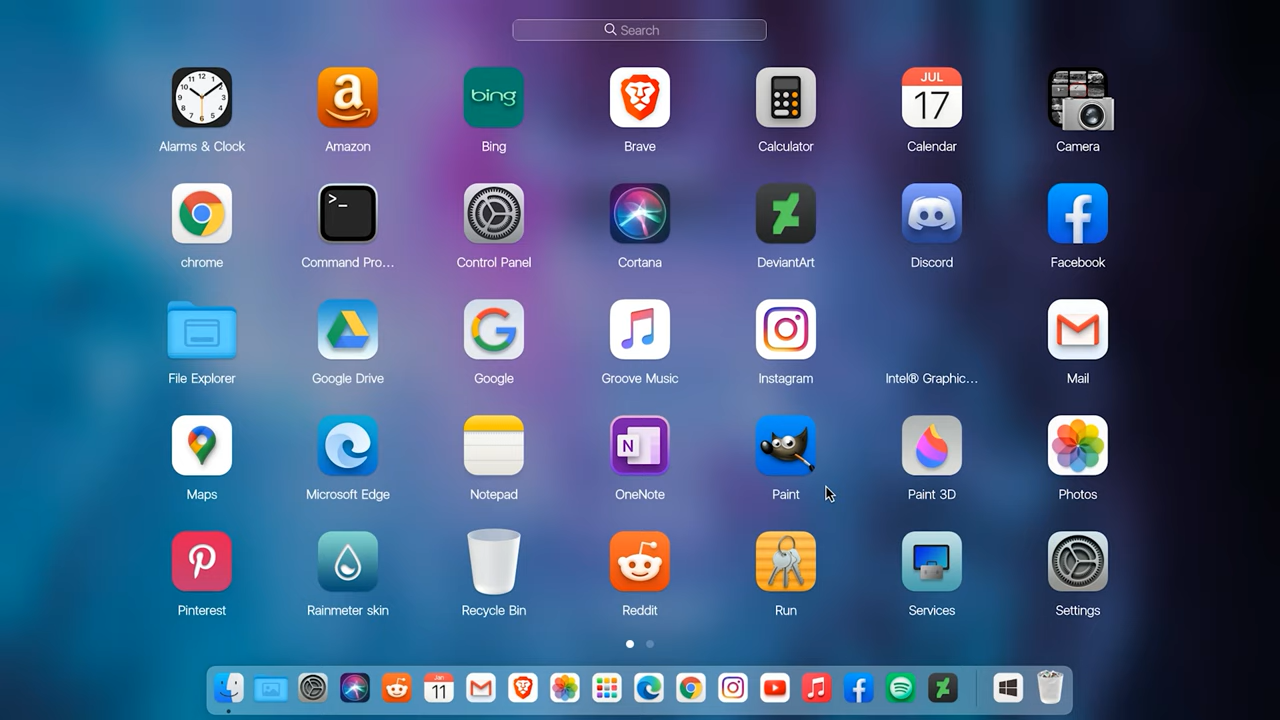 Search
12
Alarms & Clock
a
Amazon
bing
Bing
Brave
Calculator
JUL
17
Calendar
Camera
chrome
>_
Command Pro...
Control Panel
Cortana
DeviantArt
Discord
f
Facebook
File Explorer
Google Drive
G
Google
Groove Music
Instagram
Intel® Graphic...
M
Mail
Maps
Microsoft Edge
Notepad
N
OneNote
Paint
Paint 3D
Photos
Pinterest
Rainmeter skin
Recycle Bin
Reddit
Run
Services
Settings
Jan
11